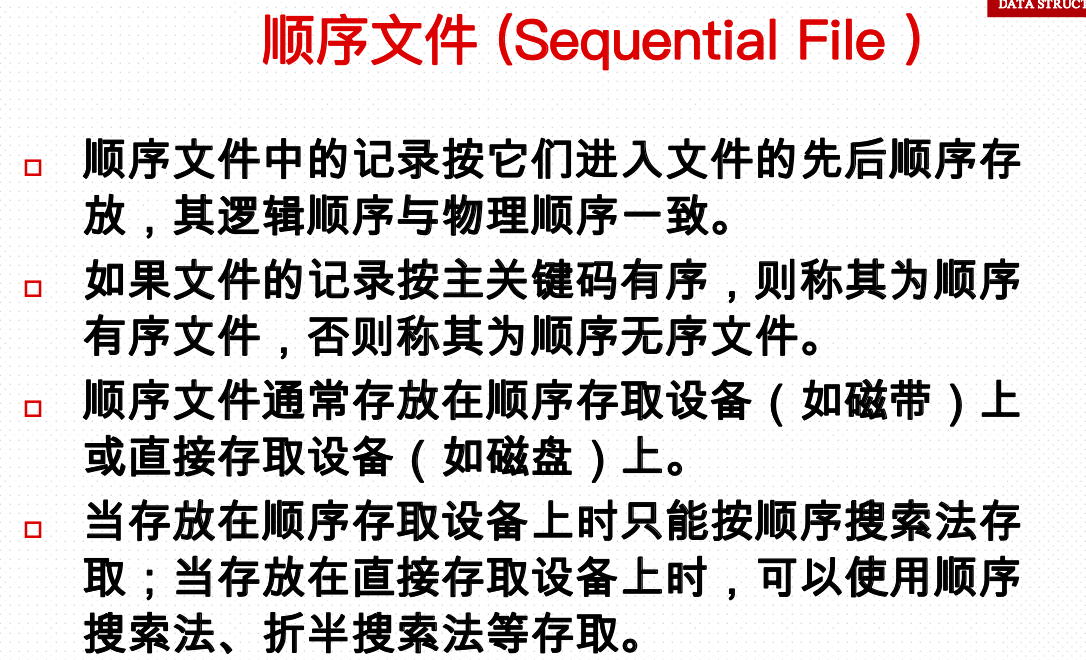 DATA STRUCT
顺序文件 (Sequential File )
顺序文件中的记录按它们进入文件的先后顺序存
放，其逻辑顺序与物理顺序一致。
如果文件的记录按主关键码有序，则称其为顺序
有序文件，否则称其为顺序无序文件。
顺序文件通常存放在顺序存取设备（如磁带）上
或直接存取设备（如磁盘）上。
当存放在顺序存取设备上时只能按顺序搜索法存
取；当存放在直接存取设备上时，可以使用顺序
搜索法、折半搜索法等存取。